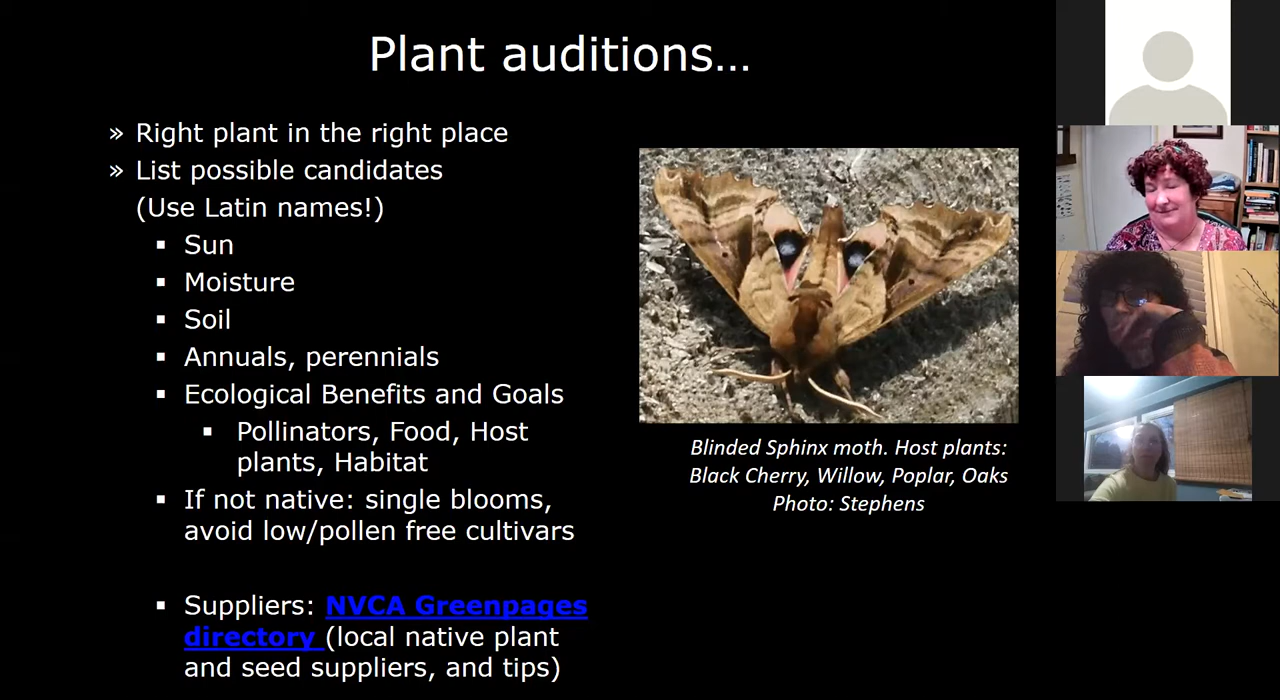 Plant auditions...
» Right plant in the right place
» List possible candidates
(Use Latin names!)
▪ Sun
▪ Moisture
▪ Soil
▪ Annuals, perennials
▪ Ecological Benefits and Goals
▪ Pollinators, Food, Host
plants, Habitat
▪ If not native: single blooms,
avoid low/pollen free cultivars
▪ Suppliers: NVCA Greenpages
directory (local native plant
and seed suppliers, and tips)
Blinded Sphinx moth. Host plants:
Black Cherry, Willow, Poplar, Oaks
Photo: Stephens